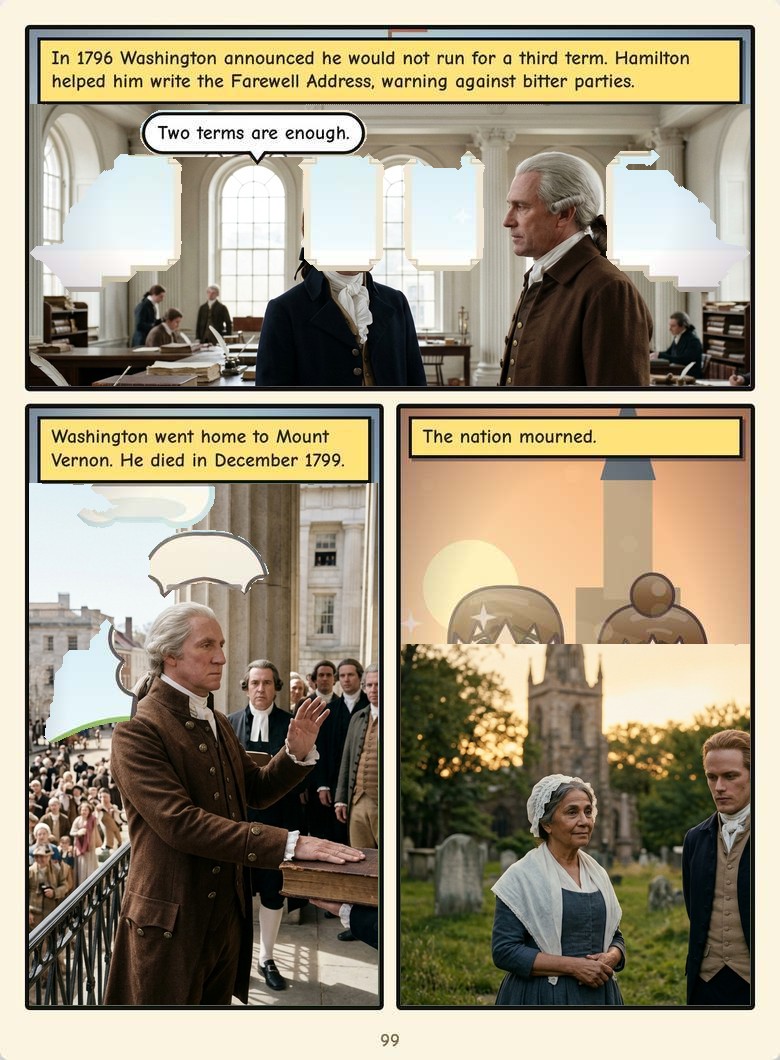 In 1796 Washington announced he would not run for a third term. Hamilton
helped him write the Farewell Address, warning against bitter parties.
Two terms are enough.
Washington went home to Mount
Vernon. He died in December 1799.
The nation mourned.
99